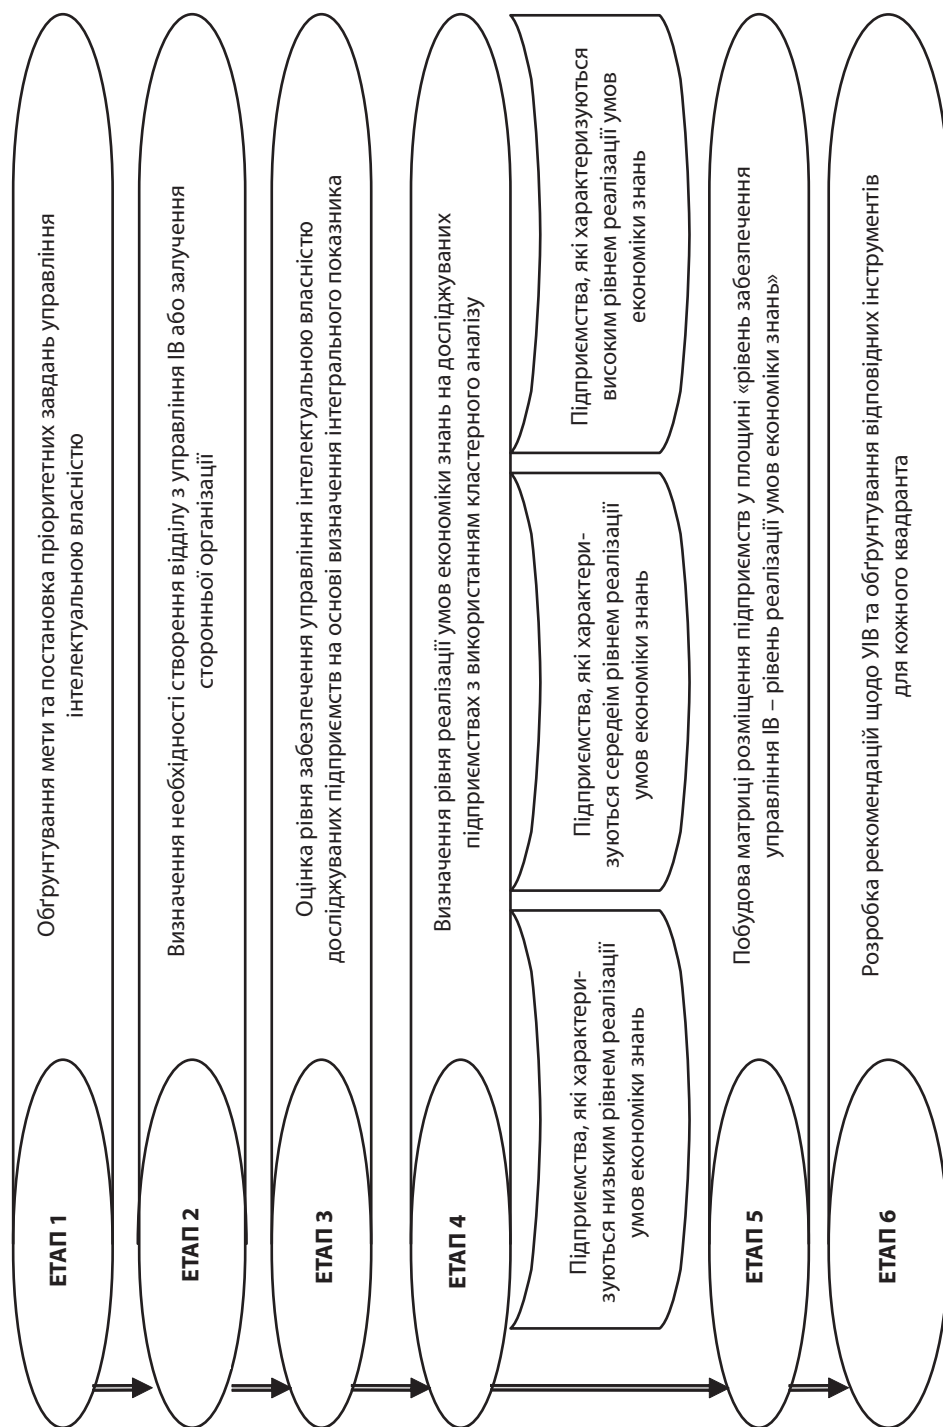 ЕТАП 1
Обґрунтування мети та постановка пріоритетних завдань управління
інтелектуальною власністю
ЕТАП 2
Визначення необхідності створення відділу з управління ІВ або залучення
сторонньої організації
ЕТАП 3
Оцінка рівня забезпечення управління інтелектуальною власністю
досліджуваних підприємств на основі визначення інтегрального показника
ЕТАП 4
Визначення рівня реалізації умов економіки знань на досліджуваних
підприємствах з використанням кластерного аналізу
Підприємства, які характери-
зуються низьким рівнем реалізації
умов економіки знань
Підприємства, які характери-
зуються середеім рівнем реалізації
умов економіки знань
Підприємства, які характеризуються
високим рівнем реалізації умов
економіки знань
ЕТАП 5
Побудова матриці розміщення підприємств у площині «рівень забезпечення
управління ІВ – рівень реалізації умов економіки знань»
ЕТАП 6
Розробка рекомендацій щодо УІВ та обґрунтування відповідних інструментів
для кожного квадранта